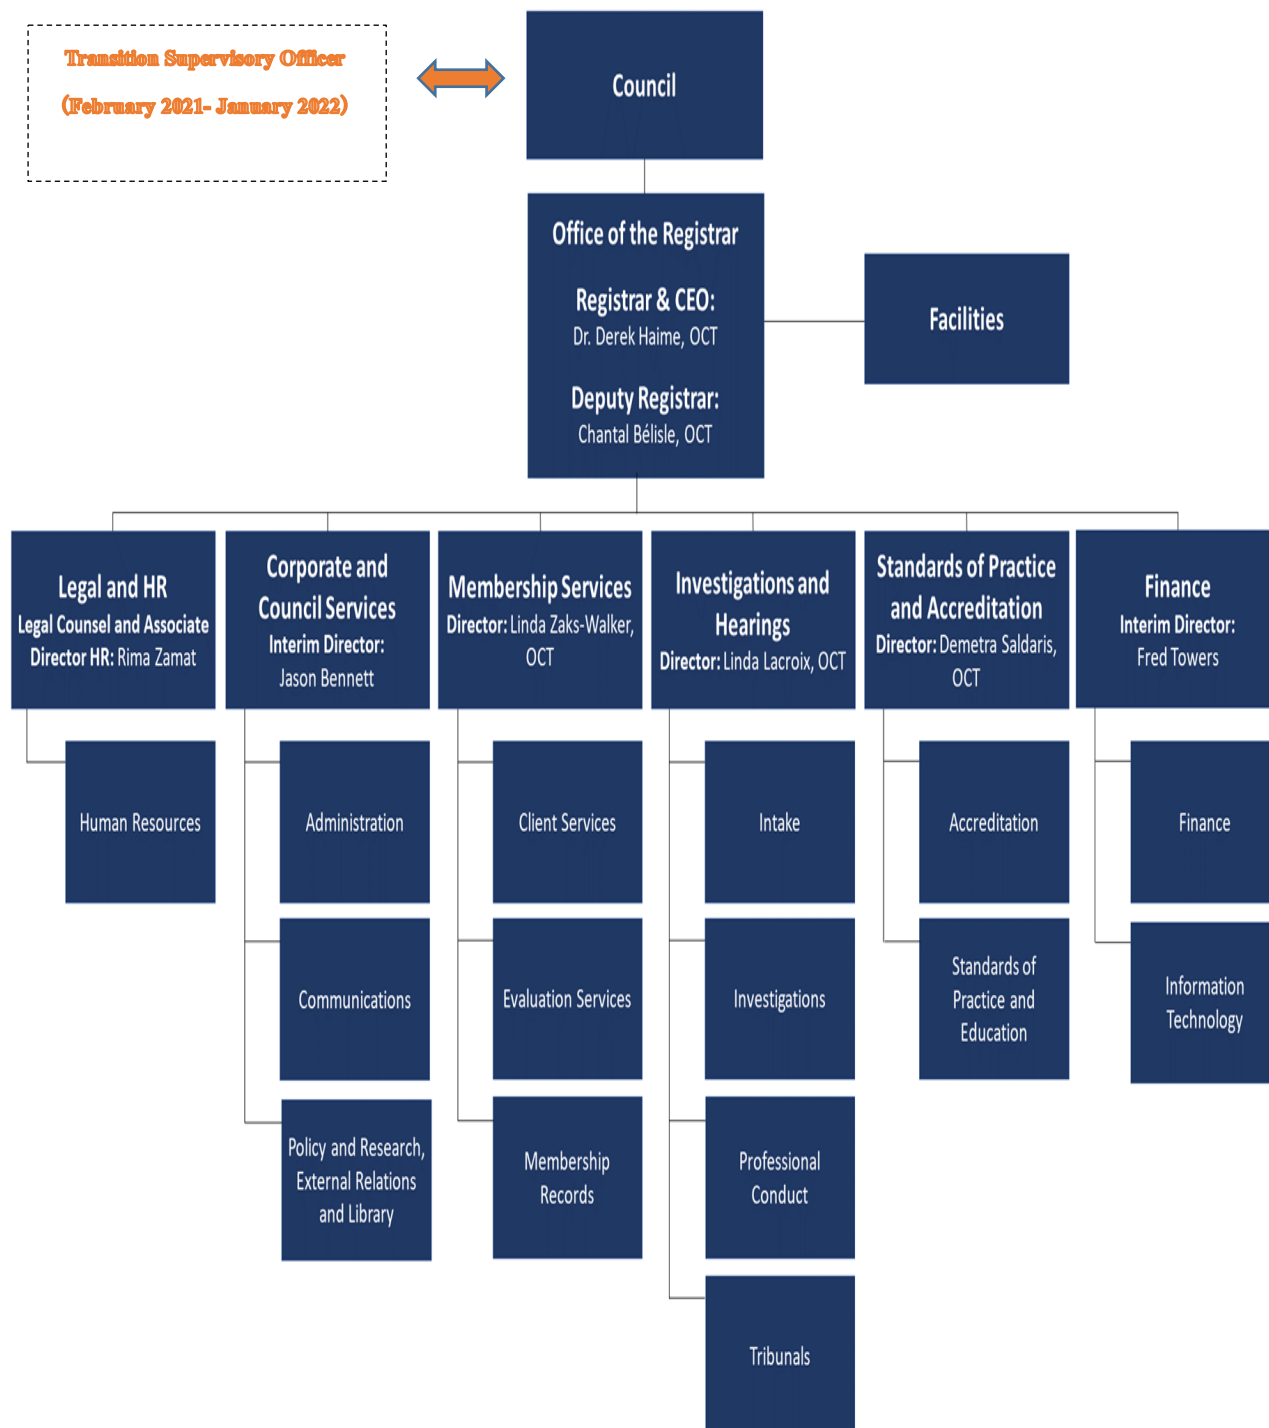 Transition Supervisory Officer
(February 2021- January 2022)
Council
Office of the Registrar
Registrar & CEO:
Dr. Derek Haime, OCT
Deputy Registrar:
Chantal Bélisle, OCT
Facilities
Legal and HR
Legal Counsel and Associate
Director HR: Rima Zamat
Corporate and
Council Services
Interim Director:
Jason Bennett
Membership Services
Director: Linda Zaks-Walker,
OCT
Investigations and
Hearings
Director: Linda Lacroix, OCT
Standards of Practice
and Accreditation
Director: Demetra Saldaris,
OCT
Finance
Interim Director:
Fred Towers
Human Resources
Administration
Client Services
Intake
Accreditation
Finance
Communications
Evaluation Services
Investigations
Standards of
Practice and
Education
Information
Technology
Policy and Research,
External Relations
and Library
Membership
Records
Professional
Conduct
Tribunals